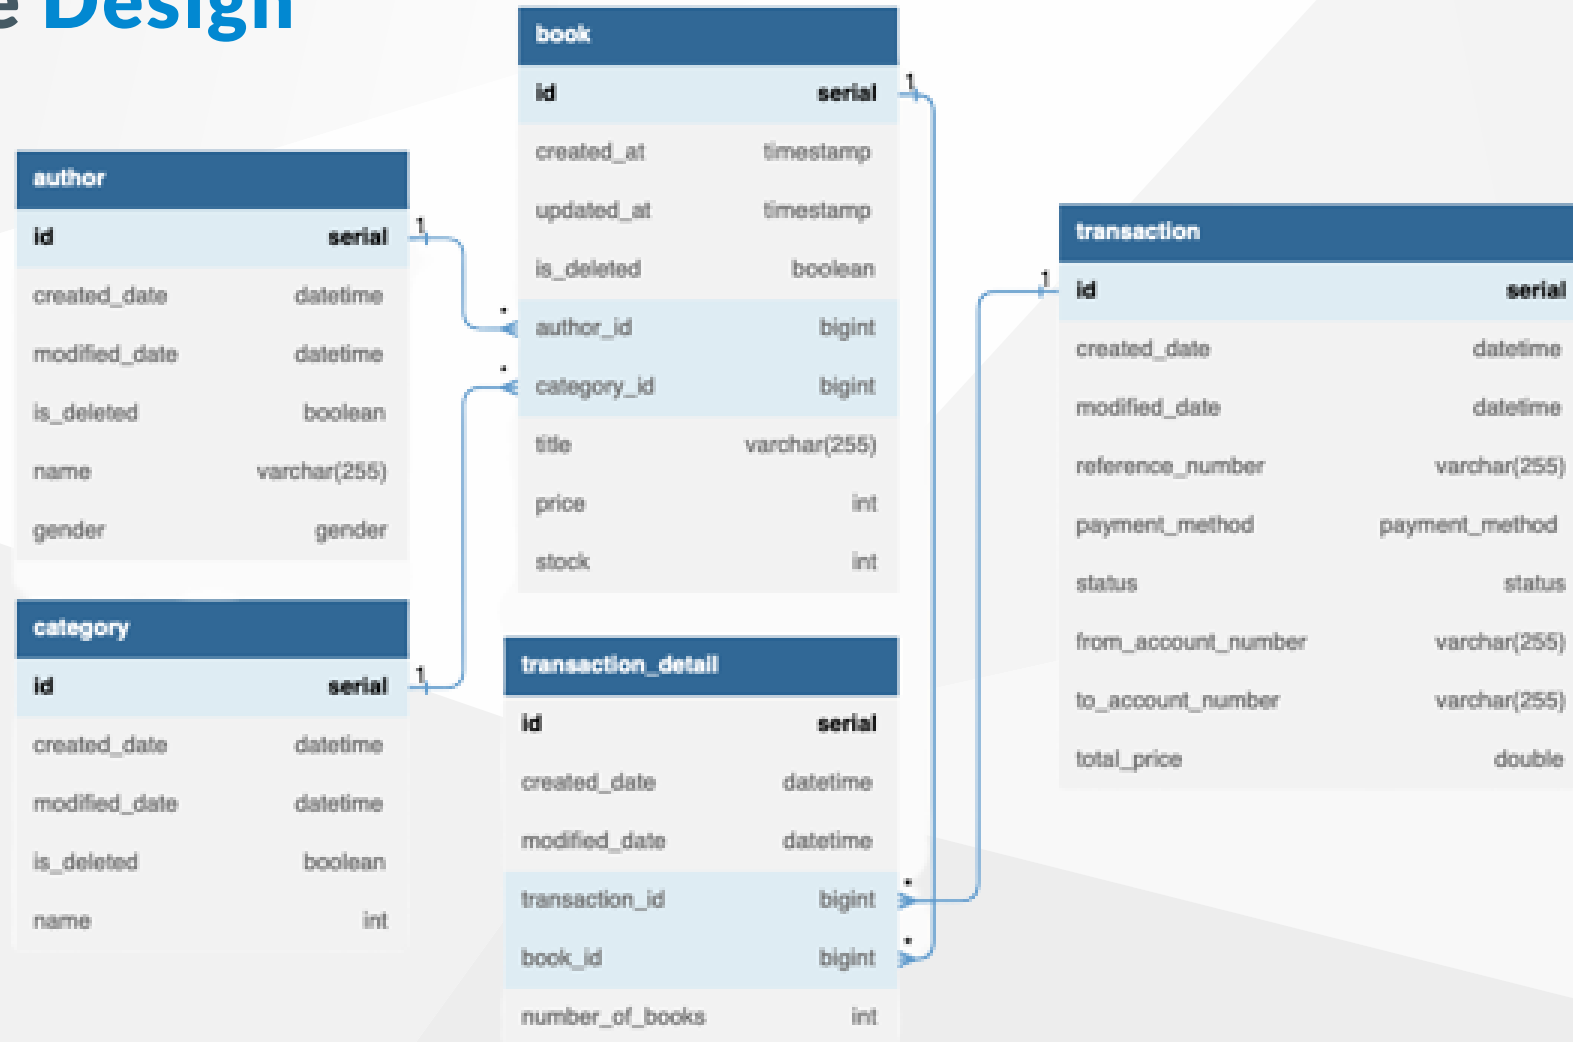 e Design
author
id serial
created_date datetime
modified_date datetime
is_deleted boolean
name varchar(255)
gender gender
category
id serial
created_date datetime
modified_date datetime
is_deleted boolean
name int
book
id serial
created_at timestamp
updated_at timestamp
is_deleted boolean
author_id bigint
category_id bigint
title varchar(255)
price int
stock int
transaction_detail
id serial
created_date datetime
modified_date datetime
transaction_id bigint
book_id bigint
number_of_books int
transaction
id serial
created_date datetime
modified_date datetime
reference_number varchar(255)
payment_method payment_method
status status
from_account_number varchar(255)
to_account_number varchar(255)
total_price double
1
*
*
1
1
1
*
*